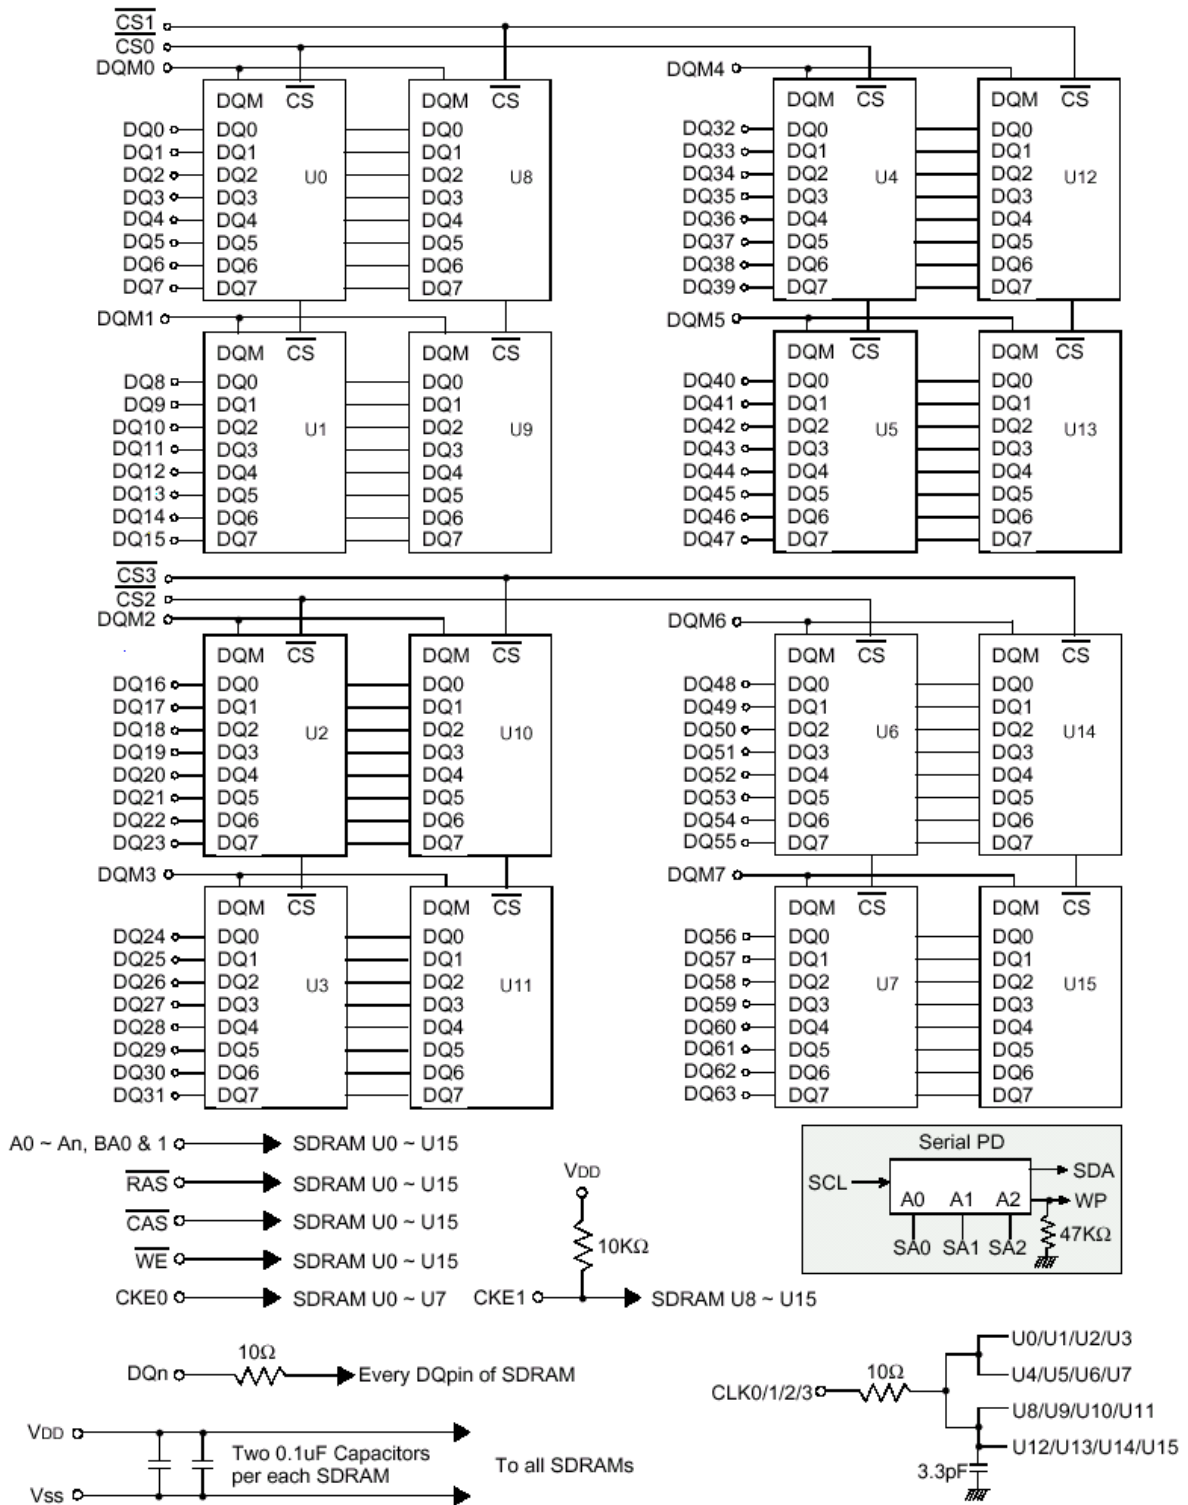 CS1
CS0
DQM0
DQM4
DQM CS
DQM CS
DQM CS
DQM CS
DQ0 DQ0 DQ0 DQ32 DQ0 DQ0
DQ1 DQ1 DQ1 DQ33 DQ1 DQ1
DQ2 DQ2 U0 DQ2 U8 DQ34 DQ2 U4 DQ2 U12
DQ3 DQ3 DQ3 DQ35 DQ3 DQ3
DQ4 DQ4 DQ4 DQ36 DQ4 DQ4
DQ5 DQ5 DQ5 DQ37 DQ5 DQ5
DQ6 DQ6 DQ6 DQ38 DQ6 DQ6
DQ7 DQ7 DQ7 DQ39 DQ7 DQ7
DQM1
DQM5
DQM CS
DQM CS
DQM CS
DQM CS
DQ8 DQ0 DQ0 DQ40 DQ0 DQ0
DQ9 DQ1 DQ1 DQ41 DQ1 DQ1
DQ10 DQ2 U1 DQ2 U9 DQ42 DQ2 U5 DQ2 U13
DQ11 DQ3 DQ3 DQ43 DQ3 DQ3
DQ12 DQ4 DQ4 DQ44 DQ4 DQ4
DQ13 DQ5 DQ5 DQ45 DQ5 DQ5
DQ14 DQ6 DQ6 DQ46 DQ6 DQ6
DQ15 DQ7 DQ7 DQ47 DQ7 DQ7
CS3
CS2
DQM2
DQM6
DQM CS
DQM CS
DQM CS
DQM CS
DQ16 DQ0 DQ0 DQ48 DQ0 DQ0
DQ17 DQ1 DQ1 DQ49 DQ1 DQ1
DQ18 DQ2 U2 DQ2 U10 DQ50 DQ2 U6 DQ2 U14
DQ19 DQ3 DQ3 DQ51 DQ3 DQ3
DQ20 DQ4 DQ4 DQ52 DQ4 DQ4
DQ21 DQ5 DQ5 DQ53 DQ5 DQ5
DQ22 DQ6 DQ6 DQ54 DQ6 DQ6
DQ23 DQ7 DQ7 DQ55 DQ7 DQ7
DQM3
DQM7
DQM CS
DQM CS
DQM CS
DQM CS
DQ24 DQ0 DQ0 DQ56 DQ0 DQ0
DQ25 DQ1 DQ1 DQ57 DQ1 DQ1
DQ26 DQ2 U3 DQ2 U11 DQ58 DQ2 U7 DQ2 U15
DQ27 DQ3 DQ3 DQ59 DQ3 DQ3
DQ28 DQ4 DQ4 DQ60 DQ4 DQ4
DQ29 DQ5 DQ5 DQ61 DQ5 DQ5
DQ30 DQ6 DQ6 DQ62 DQ6 DQ6
DQ31 DQ7 DQ7 DQ63 DQ7 DQ7
A0 ~ An, BA0 & 1 SDRAM U0 ~ U15
RAS SDRAM U0 ~ U15
CAS SDRAM U0 ~ U15
WE SDRAM U0 ~ U15
CKE0 SDRAM U0 ~ U7
VDD
10KΩ
CKE1 SDRAM U8 ~ U15
Serial PD
SCL
SDA
A0 A1 A2 WP
SA0 SA1 SA2 47KΩ
10Ω
DQn Every DQpin of SDRAM
VDD
Two 0.1uF Capacitors
per each SDRAM
To all SDRAMs
Vss
U0/U1/U2/U3
10Ω
U4/U5/U6/U7
CLK0/1/2/3
U8/U9/U10/U11
U12/U13/U14/U15
3.3pF